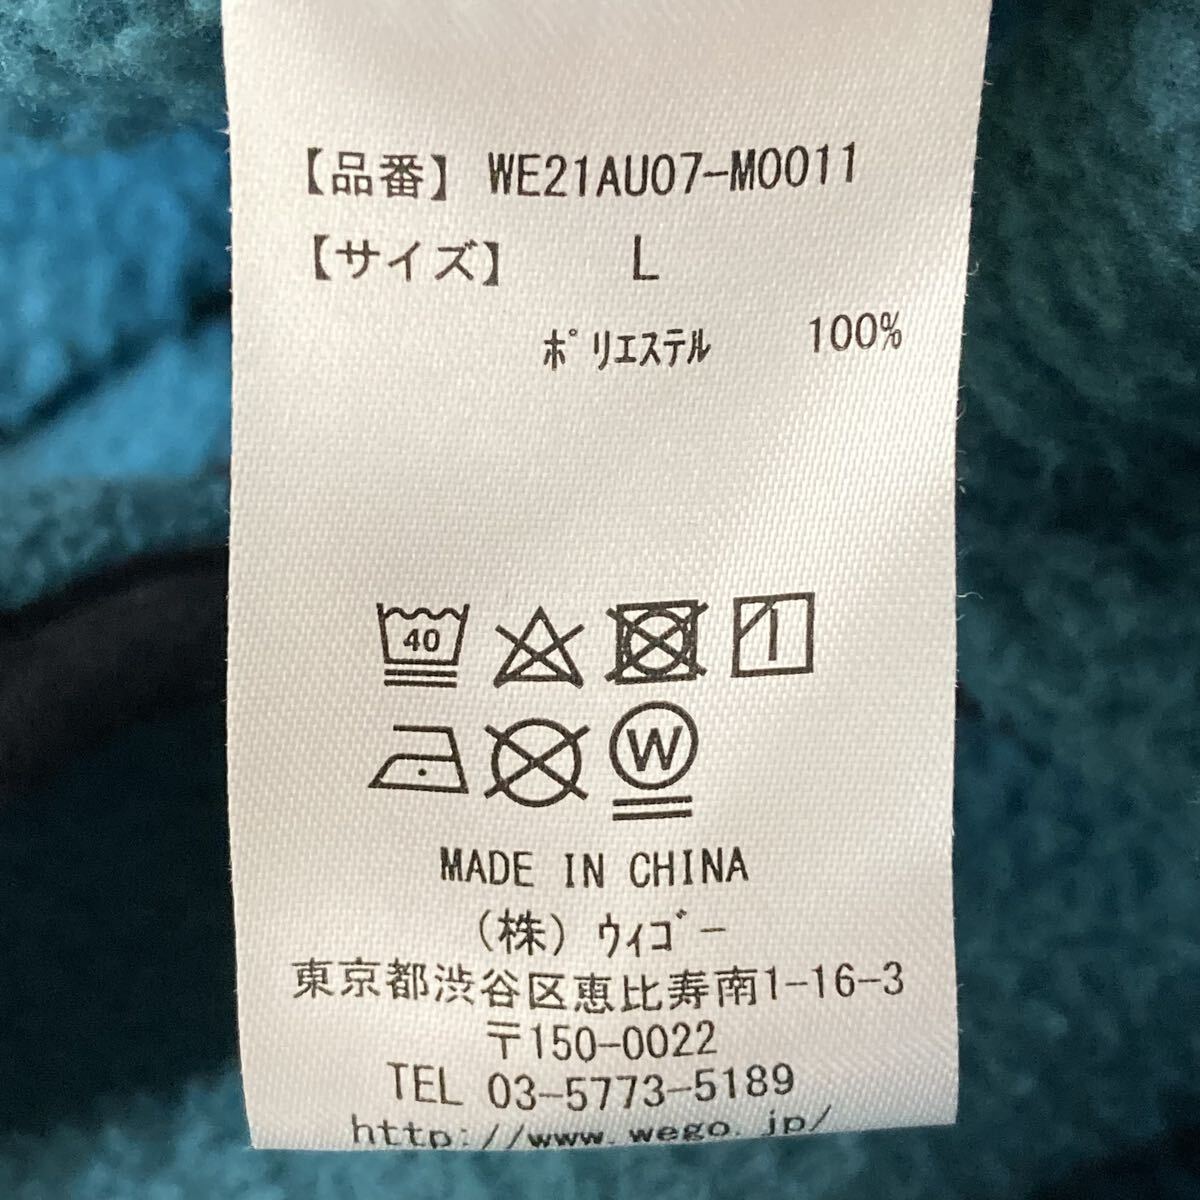 【品番】 WE21AU07-M0011
【サイズ】 L
ﾎﾟﾘｴｽﾃﾙ 100%
40
W
MADE IN CHINA
(株) ｳｨｺﾞｰ
東京都渋谷区恵比寿南1-16-3
〒150-0022
TEL 03-5773-5189
http://www.wego.jp/